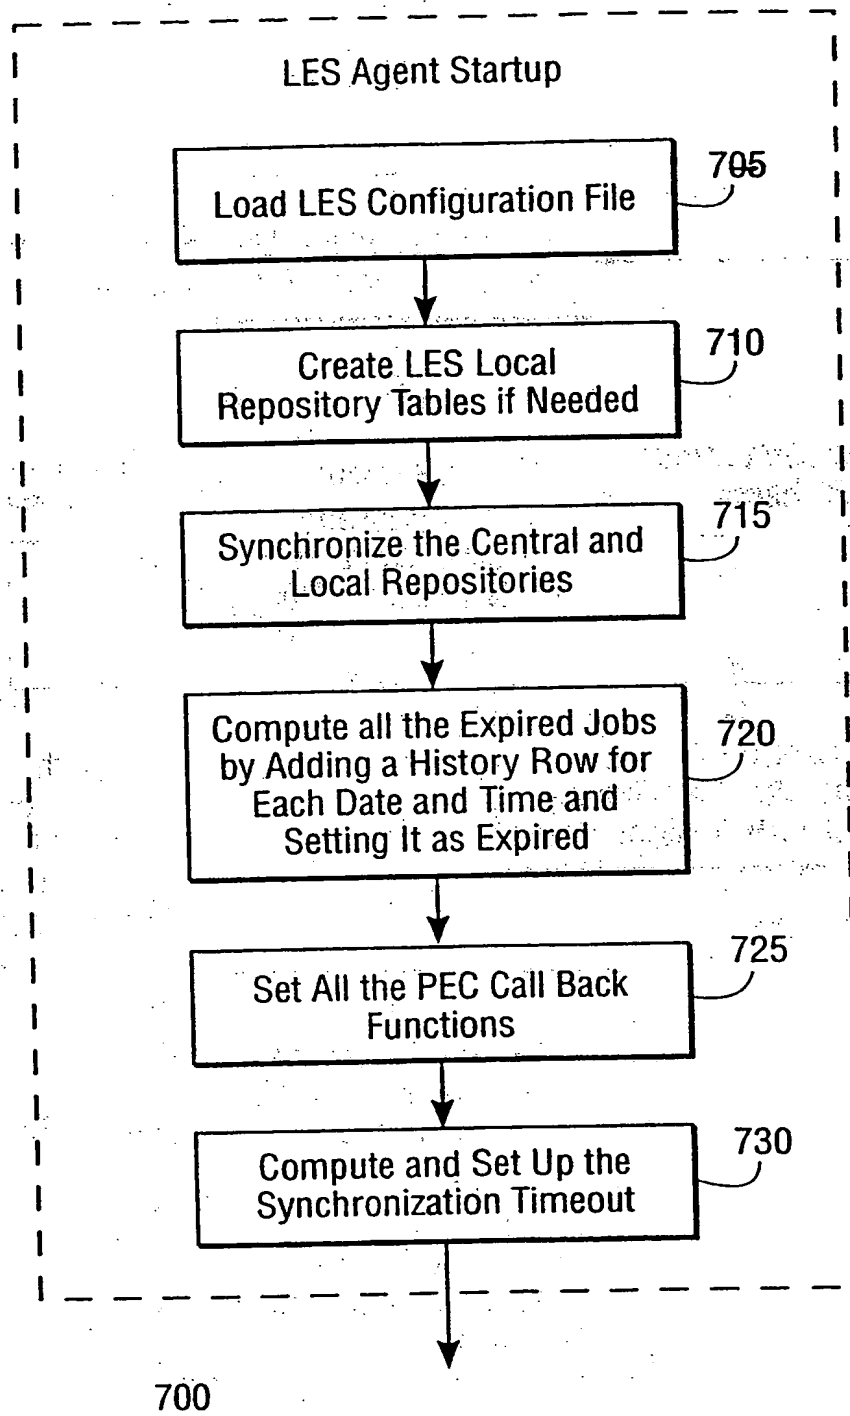 LES Agent Startup
705
Load LES Configuration File
710
Create LES Local
Repository Tables if Needed
715
Synchronize the Central and
Local Repositories
720
Compute all the Expired Jobs
by Adding a History Row for
Each Date and Time and
Setting It as Expired
725
Set All the PEC Call Back
Functions
730
Compute and Set Up the
Synchronization Timeout
700